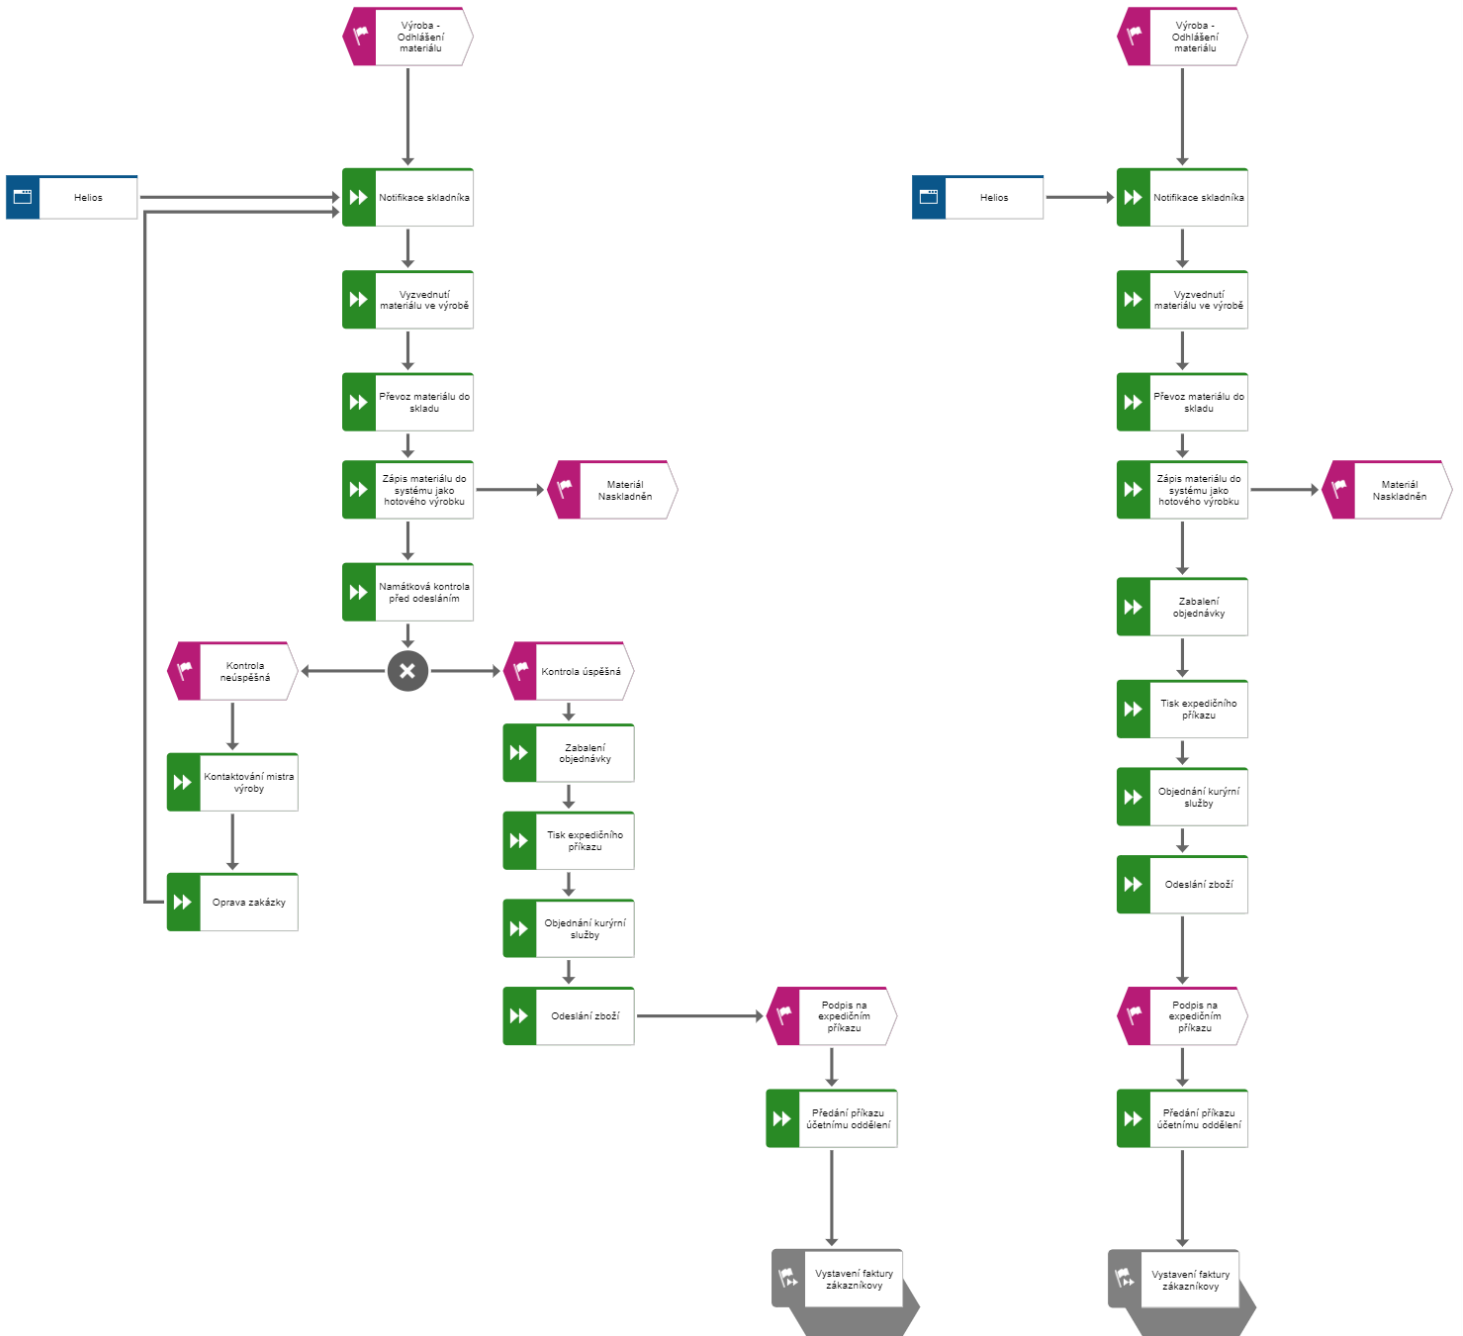 Výroba -
Odhlášení
materiálu
Helios
Notifikace skladníka
Vyzvednutí
materiálu ve výrobě
Převoz materiálu do
skladu
Zápis materiálu do
systému jako
hotového výrobku
Materiál
Naskladněn
Namátková kontrola
před odesláním
Kontrola
neúspěšná
Kontrola úspěšná
Kontaktování mistra
výroby
Oprava zakázky
Zabalení
objednávky
Tisk expedičního
příkazu
Objednání kurýrní
služby
Odeslání zboží
Podpis na
expedičním
příkazu
Předání příkazu
účetnímu oddělení
Vystavení faktury
zákazníkovy
Výroba -
Odhlášení
materiálu
Helios
Notifikace skladníka
Vyzvednutí
materiálu ve výrobě
Převoz materiálu do
skladu
Zápis materiálu do
systému jako
hotového výrobku
Materiál
Naskladněn
Zabalení
objednávky
Tisk expedičního
příkazu
Objednání kurýrní
služby
Odeslání zboží
Podpis na
expedičním
příkazu
Předání příkazu
účetnímu oddělení
Vystavení faktury
zákazníkovy